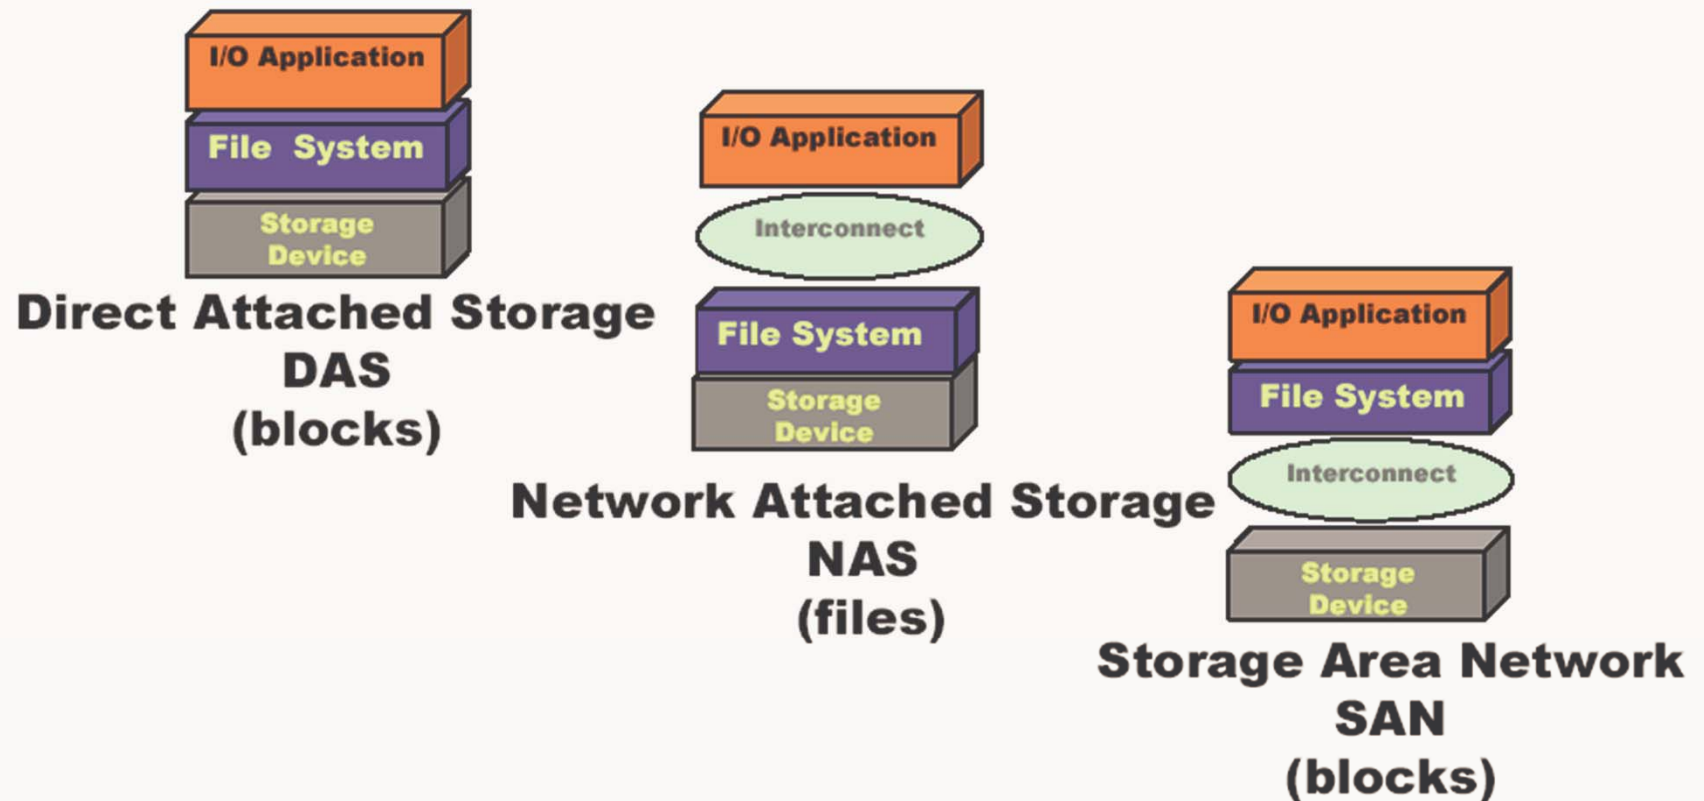 I/O Application
File System
Storage
Device
Direct Attached Storage
DAS
(blocks)
I/O Application
Interconnect
File System
Storage
Device
Network Attached Storage
NAS
(files)
I/O Application
File System
Interconnect
Storage
Device
Storage Area Network
SAN
(blocks)